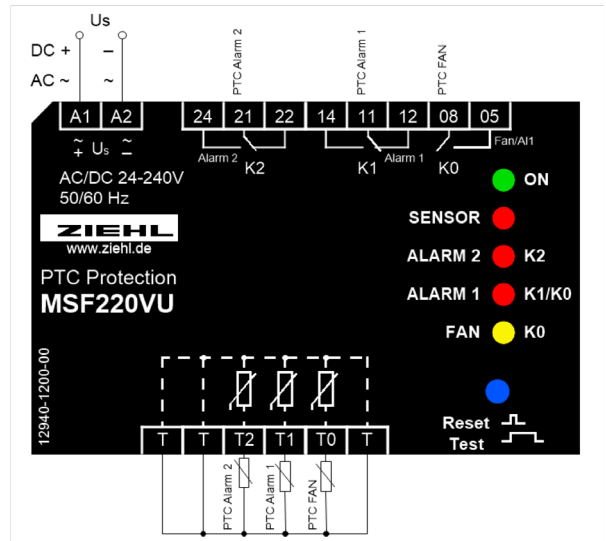 Us
DC + –
AC ~ ~
PTC Alarm 2
PTC Alarm 1
PTC FAN
A1 A2 24 21 22 14 11 12 08 05
~ Us ~
+ –
Alarm 2 K2 K1 Alarm 1 K0 Fan/Al1
AC/DC 24-240V
50/60 Hz
ON
ZIEHL
www.ziehl.de
SENSOR
ALARM 2 K2
PTC Protection
MSF220VU
ALARM 1 K1/K0
FAN K0
12940-1200-00
Reset
Test
T T T2 T1 T0 T
PTC Alarm 2
PTC Alarm 1
PTC FAN